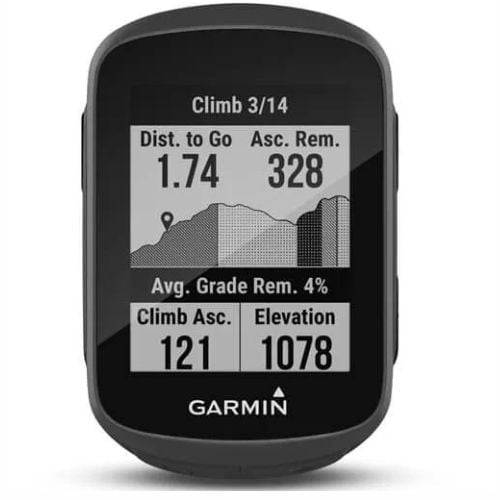 Climb 3/14
Dist. to Go Asc. Rem.
1.74 328
Avg. Grade Rem. 4%
Climb Asc. Elevation
121 1078
GARMIN